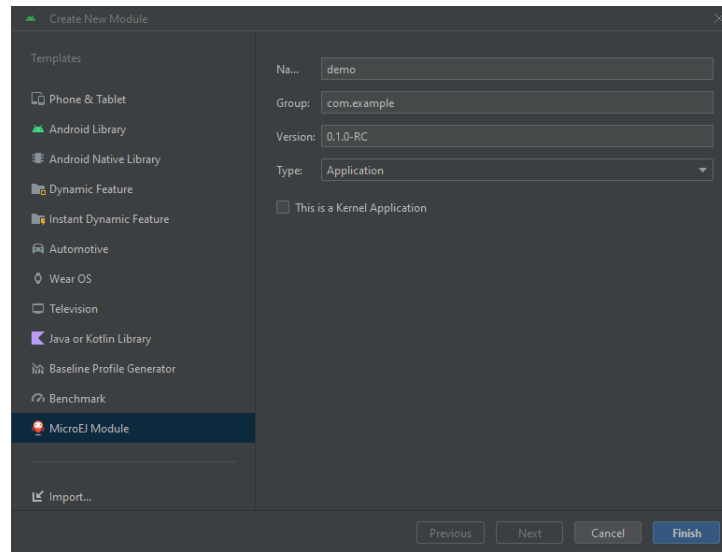 Create New Module
Templates
Phone & Tablet
Android Library
Android Native Library
Dynamic Feature
Instant Dynamic Feature
Automotive
Wear OS
Television
Java or Kotlin Library
Baseline Profile Generator
Benchmark
MicroEJ Module
Import...
Na... demo
Group: com.example
Version: 0.1.0-RC
Type: Application
This is a Kernel Application
Previous Next Cancel Finish